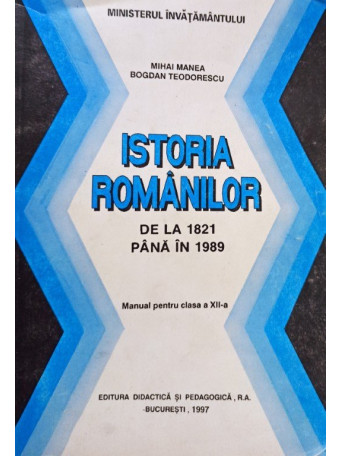 MINISTERUL ÎNVĂȚĂMÂNTULUI
MIHAI MANEA
BOGDAN TEODORESCU
ISTORIA
ROMÂNILOR
DE LA 1821
PÂNĂ ÎN 1989
Manual pentru clasa a XII-a
EDITURA DIDACTICĂ ȘI PEDAGOGICĂ, R.A.
BUCUREȘTI, 1997